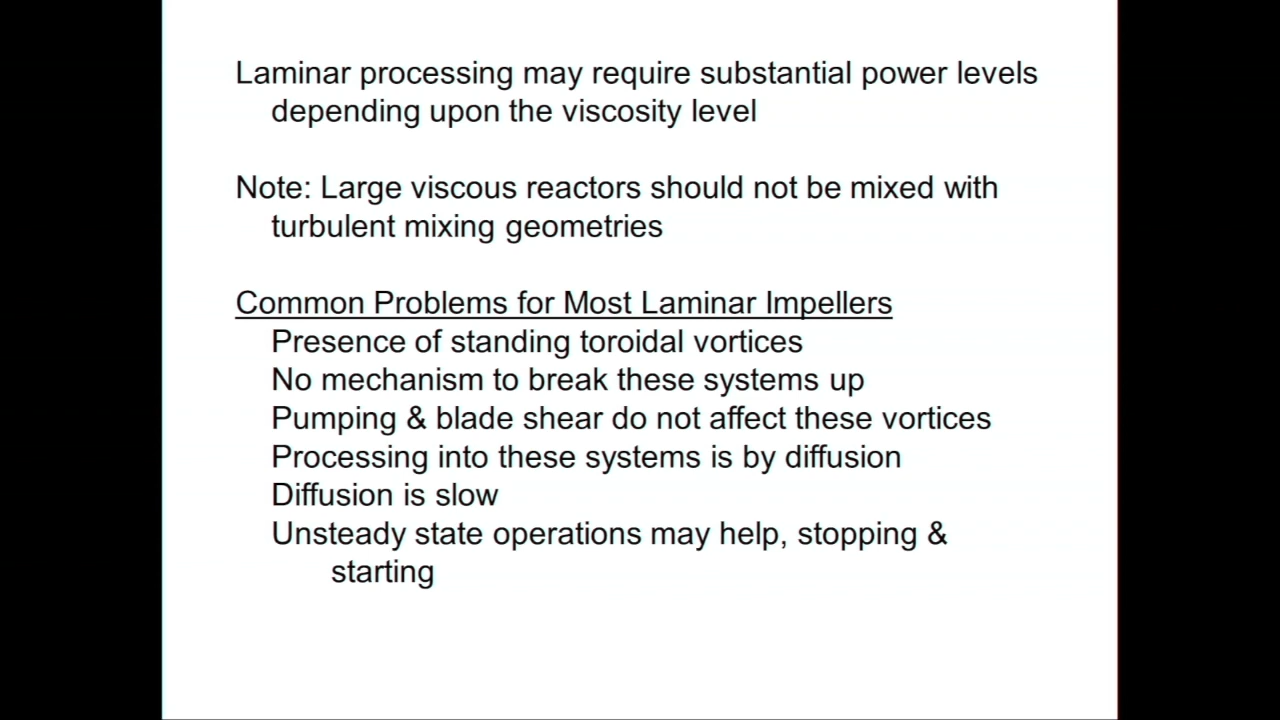 Laminar processing may require substantial power levels
depending upon the viscosity level
Note: Large viscous reactors should not be mixed with
turbulent mixing geometries
Common Problems for Most Laminar Impellers
Presence of standing toroidal vortices
No mechanism to break these systems up
Pumping & blade shear do not affect these vortices
Processing into these systems is by diffusion
Diffusion is slow
Unsteady state operations may help, stopping &
starting